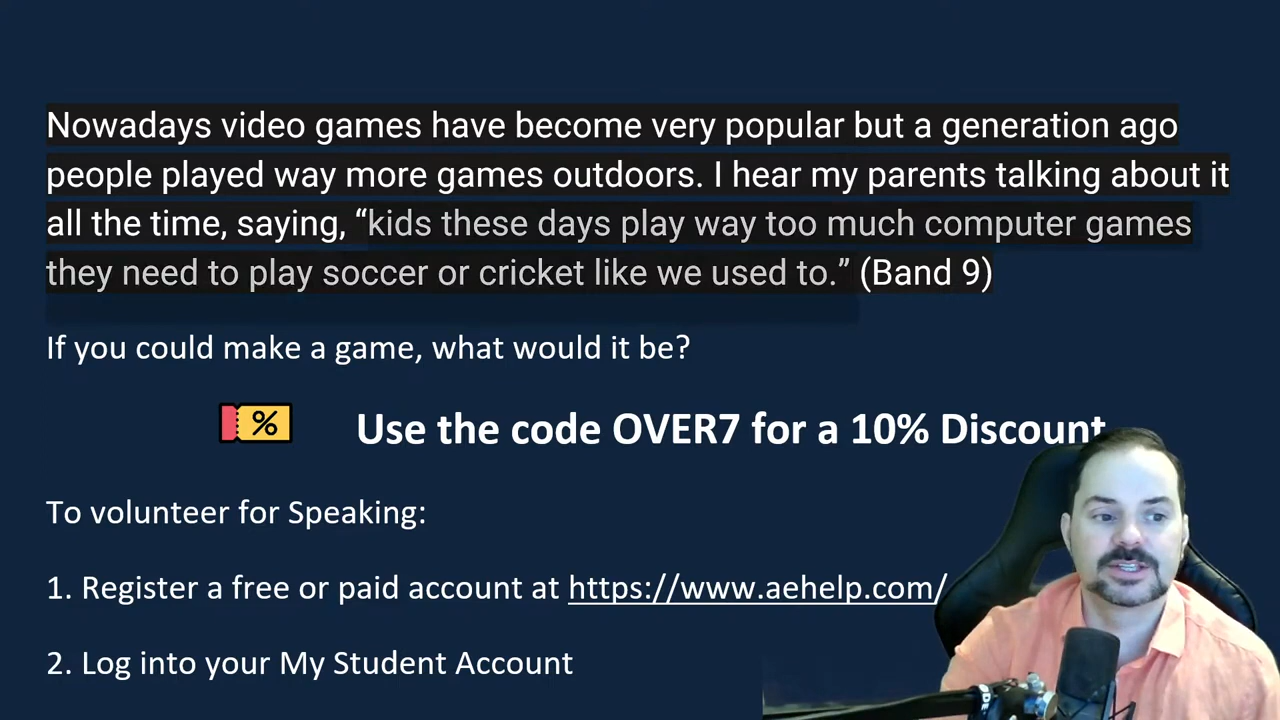 Nowadays video games have become very popular but a generation ago
people played way more games outdoors. I hear my parents talking about it
all the time, saying, “kids these days play way too much computer games
they need to play soccer or cricket like we used to.” (Band 9)
If you could make a game, what would it be?
% Use the code OVER7 for a 10% Discount
To volunteer for Speaking:
1. Register a free or paid account at https://www.aehelp.com/
2. Log into your My Student Account